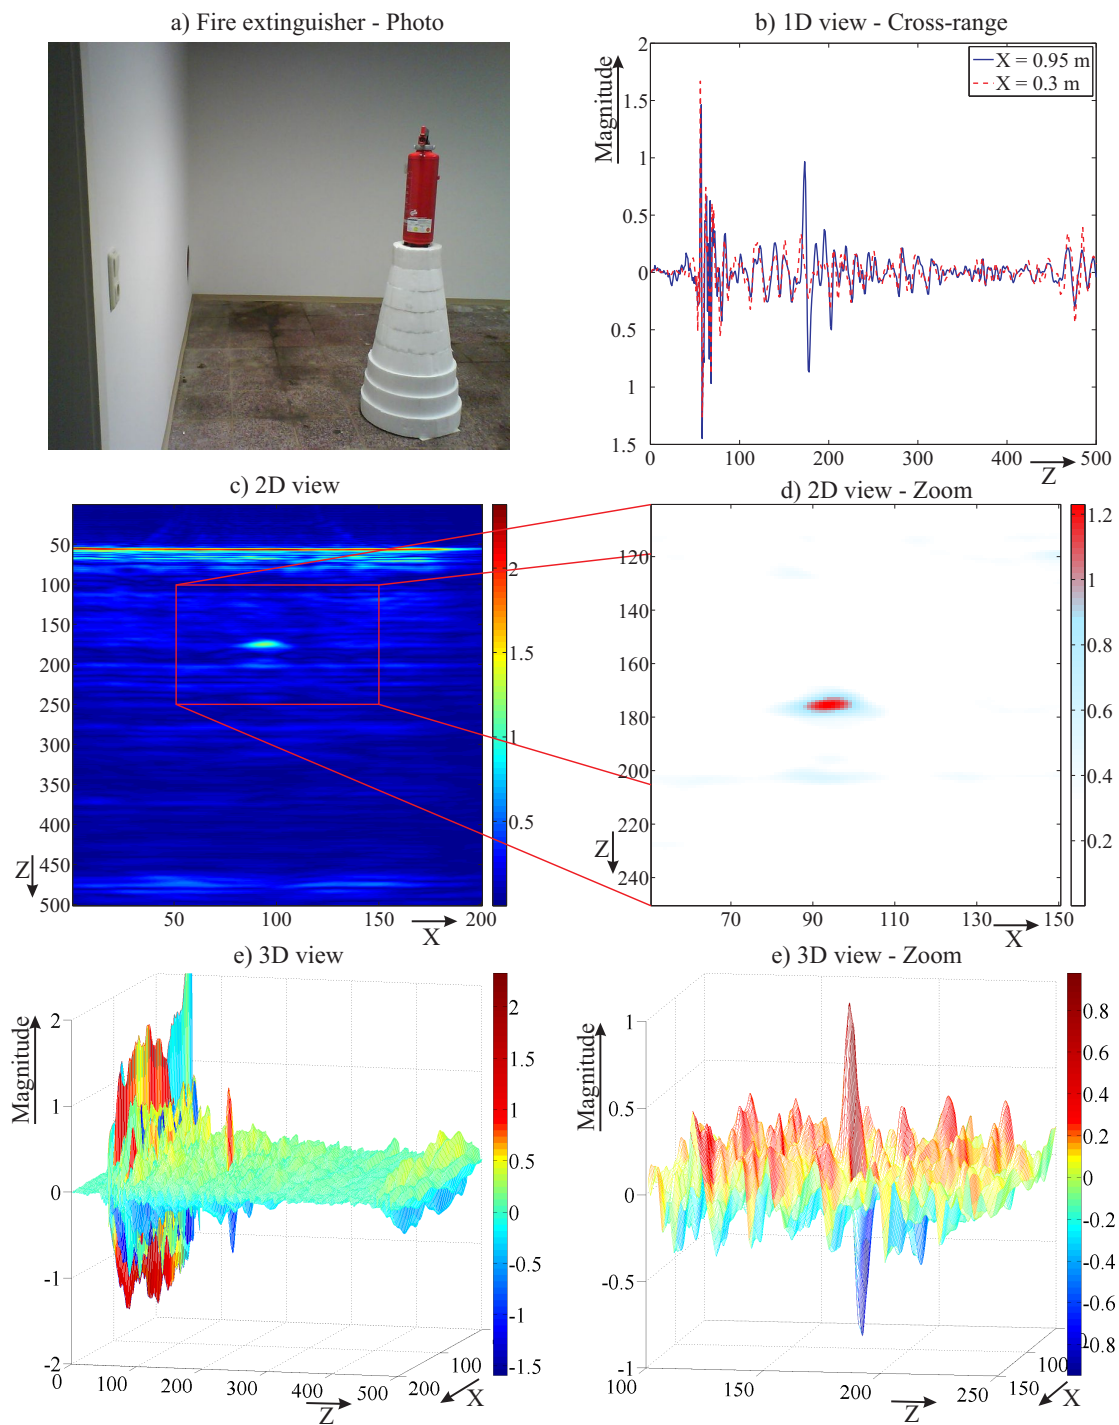 a) Fire extinguisher - Photo
b) 1D view - Cross-range
Magnitude
2
1.5
1
0.5
0
0.5
1
1.5
X = 0.95 m
X = 0.3 m
0 100 200 300 400 500
Z
c) 2D view
50
100
150
200
250
300
350
400
450
500
Z
50 100 150 200
X
2
1.5
1
0.5
d) 2D view - Zoom
120
140
160
180
200
220
240
Z
70 90 110 130 150
X
1.2
1
0.8
0.6
0.4
0.2
e) 3D view
Magnitude
2
1
0
-1
-2
0 100 200 300 400 500
Z
200 100
X
2
1.5
1
0.5
0
-0.5
-1
-1.5
e) 3D view - Zoom
Magnitude
1
0.5
0
-0.5
-1
100 150 200 250
Z
150 100
X
0.8
0.6
0.4
0.2
0
-0.2
-0.4
-0.6
-0.8